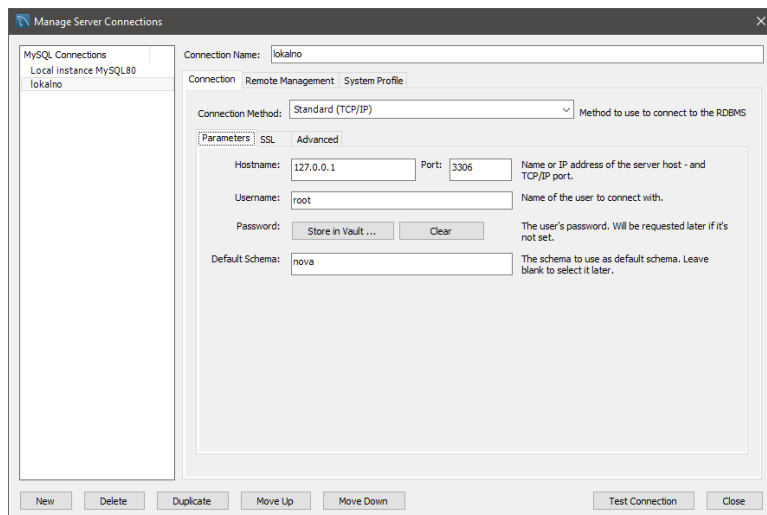 Manage Server Connections
MySQL Connections
Local instance MySQL80
lokalno
Connection Name: lokalno
Connection Remote Management System Profile
Connection Method: Standard (TCP/IP) Method to use to connect to the RDBMS
Parameters SSL Advanced
Hostname: 127.0.0.1 Port: 3306 Name or IP address of the server host - and
TCP/IP port.
Username: root Name of the user to connect with.
Password: Store in Vault ... Clear The user's password. Will be requested later if it's
not set.
Default Schema: nova The schema to use as default schema. Leave
blank to select it later.
New Delete Duplicate Move Up Move Down Test Connection Close